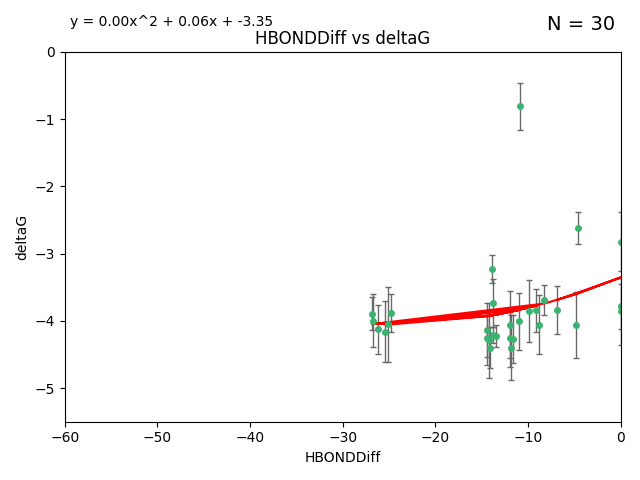 y = 0.00x^2 + 0.06x + -3.35
N = 30
HBONDDiff vs deltaG
deltaG
0
−1
−2
−3
−4
−5
−60
−50
−40
−30
−20
−10
0
HBONDDiff